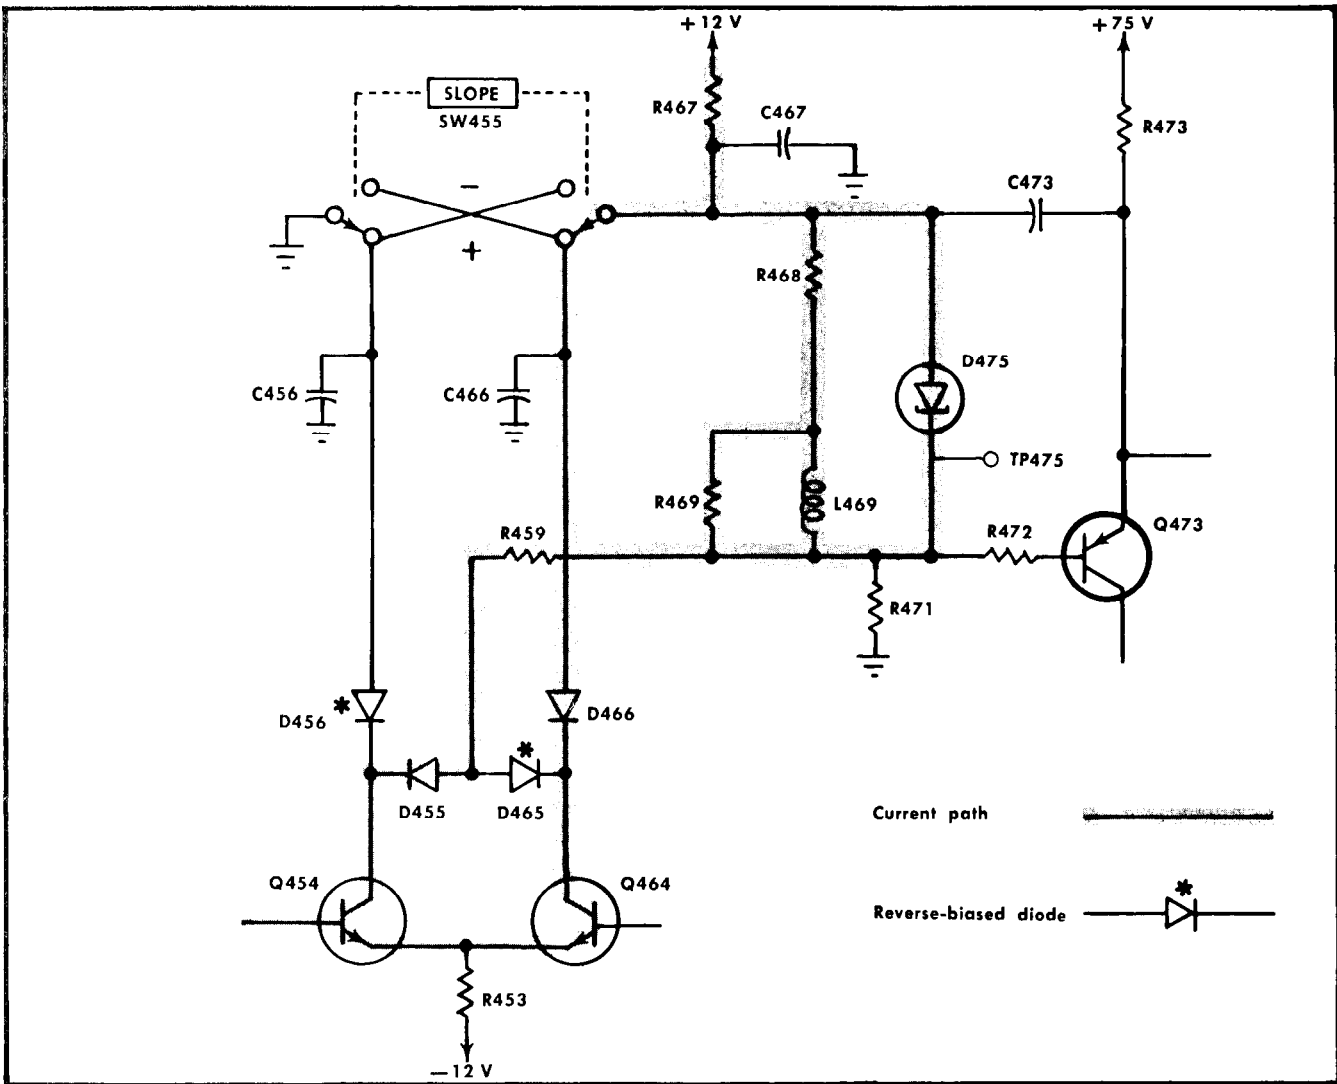 +12 V
+75 V
SLOPE
SW455
R467
C467
R473
C473
−
+
R468
D475
C456
C466
TP475
R469
L469
Q473
R459
R472
R471
D456 *
D466
*
D455
D465
Current path
Q454
Q464
*
Reverse-biased diode
R453
−12 V